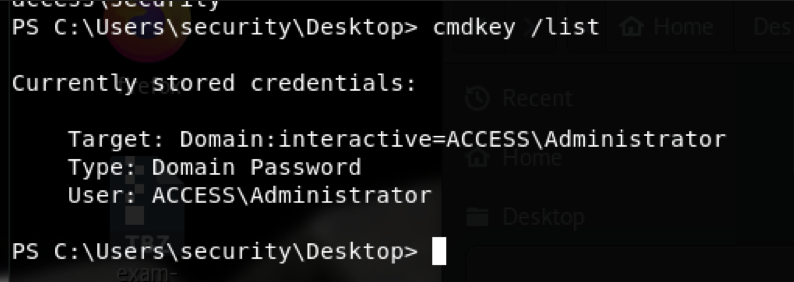 access\security
PS C:\Users\security\Desktop> cmdkey /list
Currently stored credentials:
Target: Domain:interactive=ACCESS\Administrator
Type: Domain Password
User: ACCESS\Administrator
PS C:\Users\security\Desktop>
Home
Des
Recent
Home
Desktop
exam-